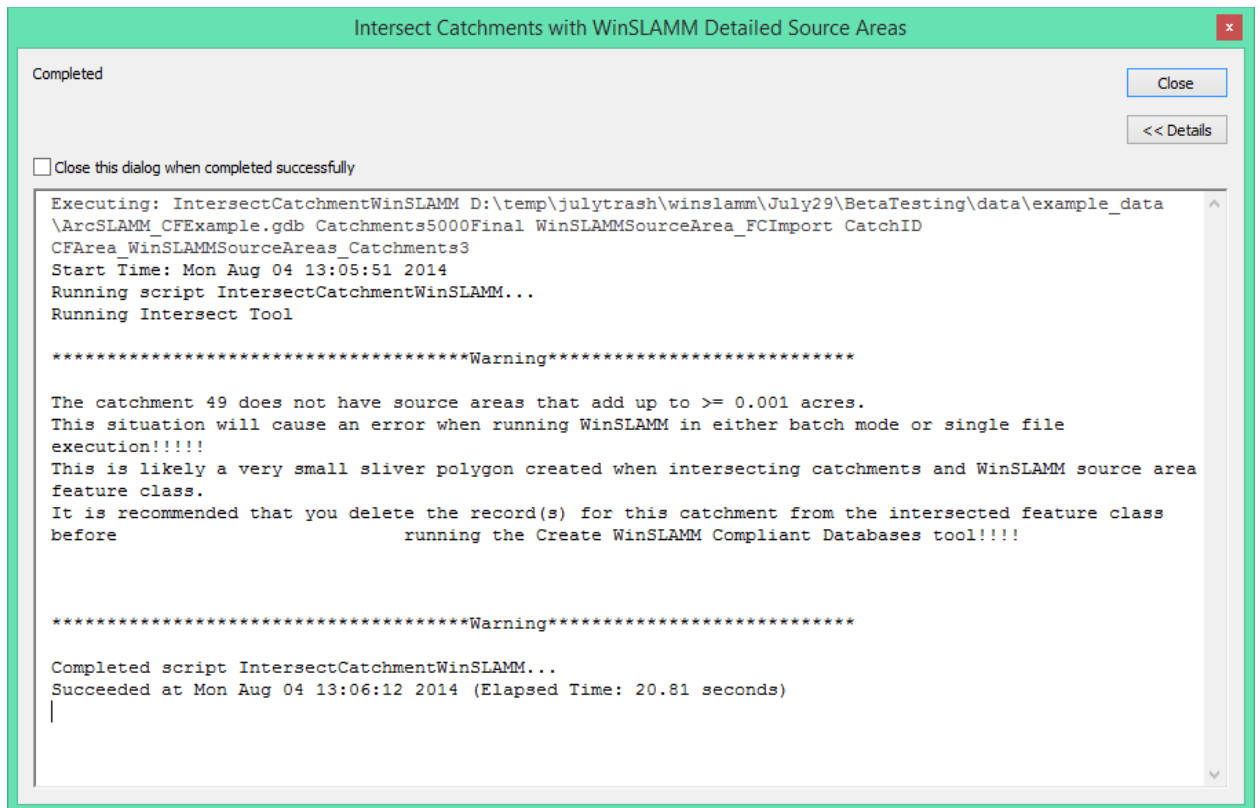 Intersect Catchments with WinSLAMM Detailed Source Areas
x
Completed
Close
<< Details
Close this dialog when completed successfully
Executing: IntersectCatchmentWinSLAMM D:\temp\julytrash\winslamm\July29\BetaTesting\data\example_data
\ArcSLAMM_CFExample.gdb Catchments5000Final WinSLAMMSourceArea_FCImport CatchID
CFArea_WinSLAMMSourceAreas_Catchments3
Start Time: Mon Aug 04 13:05:51 2014
Running script IntersectCatchmentWinSLAMM...
Running Intersect Tool
**************************************Warning****************************
The catchment 49 does not have source areas that add up to >= 0.001 acres.
This situation will cause an error when running WinSLAMM in either batch mode or single file
execution!!!!!
This is likely a very small sliver polygon created when intersecting catchments and WinSLAMM source area
feature class.
It is recommended that you delete the record(s) for this catchment from the intersected feature class
before running the Create WinSLAMM Compliant Databases tool!!!!
**************************************Warning****************************
Completed script IntersectCatchmentWinSLAMM...
Succeeded at Mon Aug 04 13:06:12 2014 (Elapsed Time: 20.81 seconds)